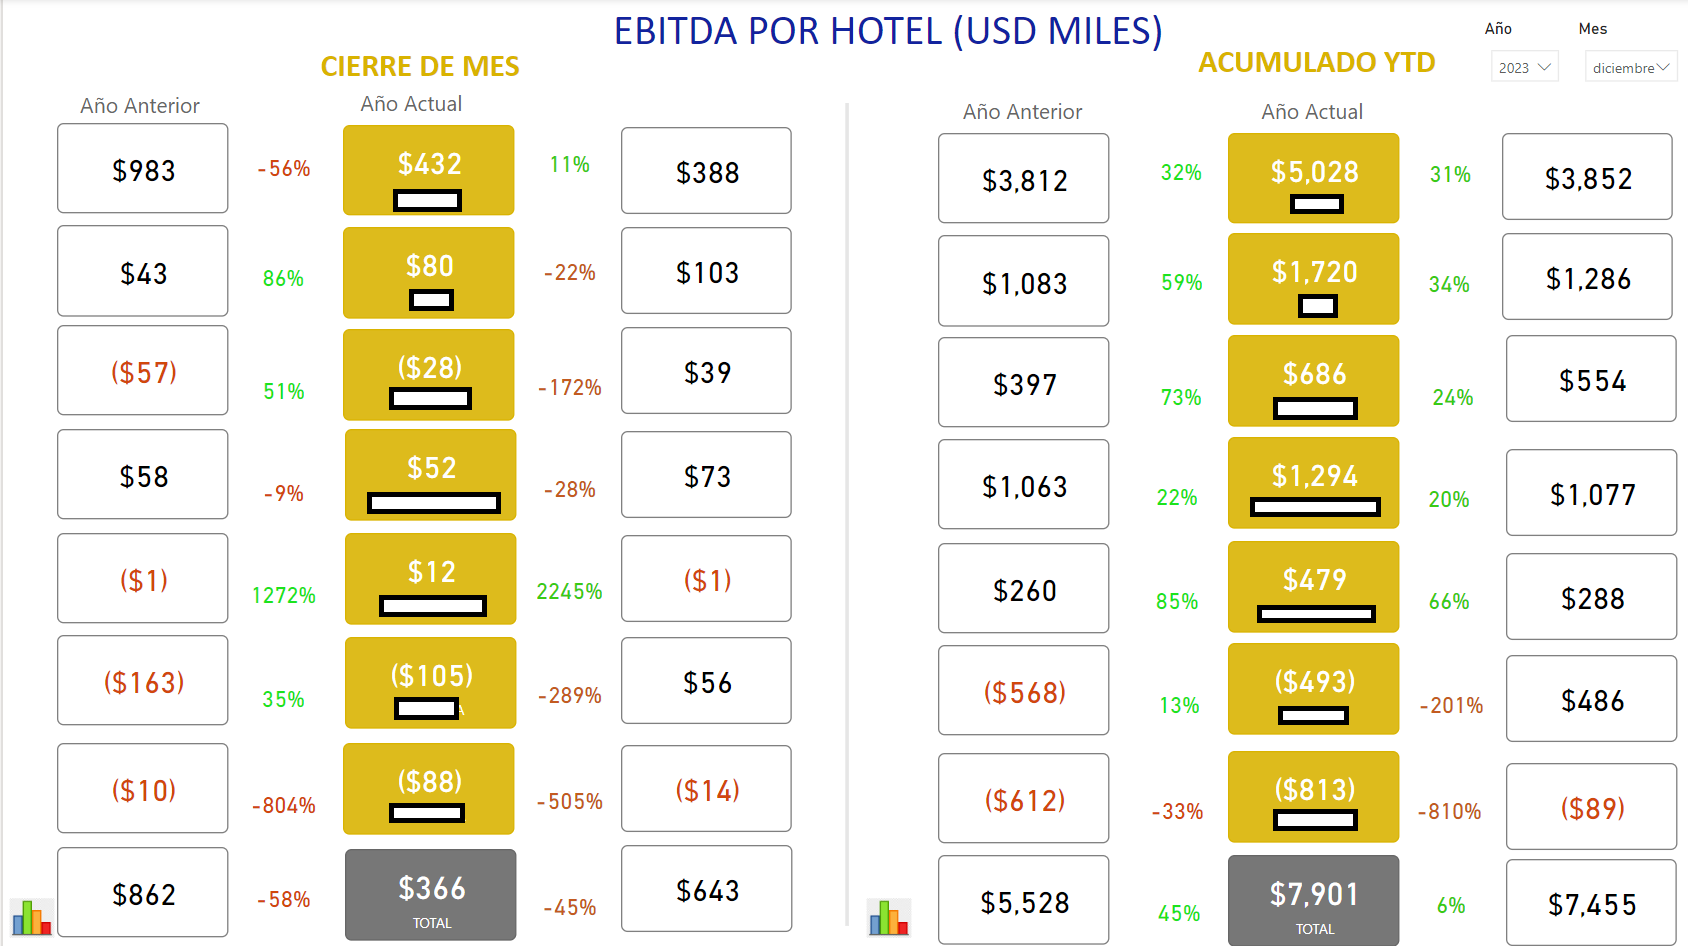 EBITDA POR HOTEL (USD MILES)
Año Mes
2023 diciembre
CIERRE DE MES ACUMULADO YTD
Año Anterior Año Actual Año Anterior Año Actual
$983 -56% $432 11% $388 $3,812 32% $5,028 31% $3,852
$43 86% $80 -22% $103 $1,083 59% $1,720 34% $1,286
($57) 51% ($28) -172% $39 $397 73% $686 24% $554
$58 -9% $52 -28% $73 $1,063 22% $1,294 20% $1,077
($1) 1272% $12 2245% ($1) $260 85% $479 66% $288
($163) 35% ($105) -289% $56 ($568) 13% ($493) -201% $486
($10) -804% ($88) -505% ($14) ($612) -33% ($813) -810% ($89)
$862 -58% $366 -45% $643 $5,528 45% $7,901 6% $7,455
TOTAL TOTAL